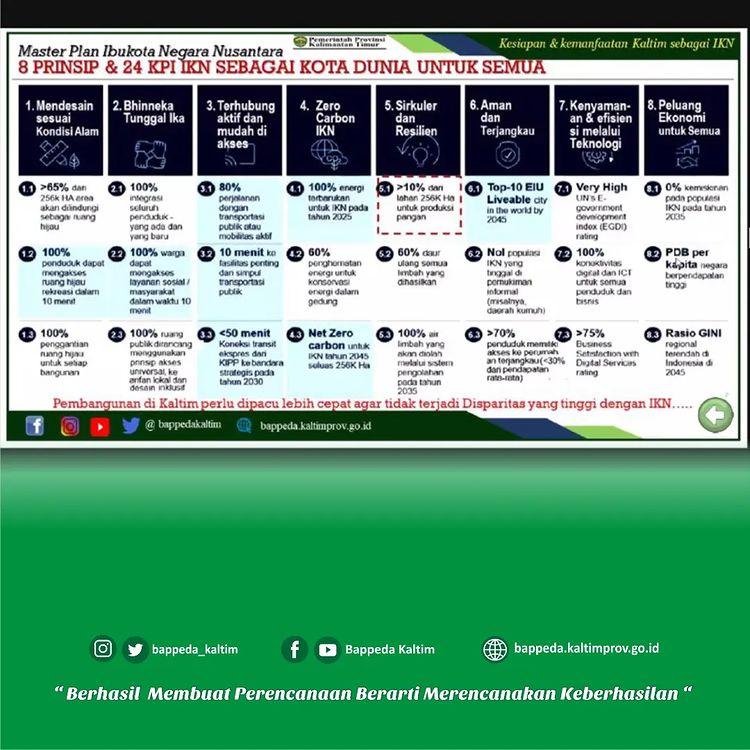 Master Plan Ibukota Negara Nusantara
Pemerintah Provinsi
Kalimantan Timur
Kesiapan & kemanfaatan Kaltim sebagai IKN
8 PRINSIP & 24 KPI IKN SEBAGAI KOTA DUNIA UNTUK SEMUA
1. Mendesain
sesuai
Kondisi Alam
2. Bhinneka
Tunggal Ika
3. Terhubung
aktif dan
mudah di
akses
4. Zero
Carbon
IKN
5. Sirkuler
dan
Resilien
6. Aman
dan
Terjangkau
7. Kenyaman-
an & efisien
si melalui
Teknologi
8. Peluang
Ekonomi
untuk Semua
1.1 >65% dari
256k HA area
akan dilindungi
sebagai ruang
hijau
2.1 100%
integrasi
seluruh
penduduk -
yang ada dan
yang baru
3.1 80%
perjalanan
dengan
transportasi
publik atau
mobilitas aktif
4.1 100% energi
terbarukan
untuk IKN pada
tahun 2025
5.1 >10% dari
lahan 256K Ha
untuk produksi
pangan
6.1 Top-10 EIU
Liveable city
in the world by
2045
7.1 Very High
UN's E-
government
development
index (EGDI)
rating
8.1 0% kemiskinan
pada populasi
IKN pada tahun
2035
1.2 100%
penduduk dapat
mengakses
ruang hijau
rekreasi dalam
10 menit
2.2 100% warga
dapat
mengakses
layanan sosial /
masyarakat
dalam waktu 10
menit
3.2 10 menit ke
fasilitas penting
dan simpul
transportasi
publik
4.2 60%
penghematan
energi untuk
konservasi
energi dalam
gedung
5.2 60% daur
ulang semua
limbah yang
dihasilkan
6.2 Nol populasi
IKN yang
tinggal di
pemukiman
informal
(misalnya,
daerah kumuh)
7.2 100%
konektivitas
digital dan ICT
untuk semua
penduduk dan
bisnis
8.2 PDB per
kapita negara
berpendapatan
tinggi
1.3 100%
penggantian
ruang hijau
untuk setiap
bangunan
2.3 100% ruang
publik dirancang
menggunakan
prinsip akses
universal, ke
arifan lokal dan
desain inklusif
3.3 <50 menit
Koneksi transit
ekspres dari
KIPP ke bandara
strategis pada
tahun 2030
4.3 Net Zero
carbon untuk
IKN tahun 2045
seluas 256K Ha
5.3 100% air
limbah yang
akan diolah
melalui sistem
pengolahan
pada tahun
2035
6.3 >70%
penduduk memiliki
akses ke perumah
an terjangkau (<30%
dari pendapatan
rata-rata)
7.3 >75%
Business
Satisfaction with
Digital Services
rating
8.3 Rasio GINI
regional
terendah di
Indonesia di
2045
Pembangunan di Kaltim perlu dipacu lebih cepat agar tidak terjadi Disparitas yang tinggi dengan IKN.....
@ bappedakaltim
bappeda.kaltimprov.go.id
bappeda_kaltim
Bappeda Kaltim
bappeda.kaltimprov.go.id
“ Berhasil Membuat Perencanaan Berarti Merencanakan Keberhasilan “